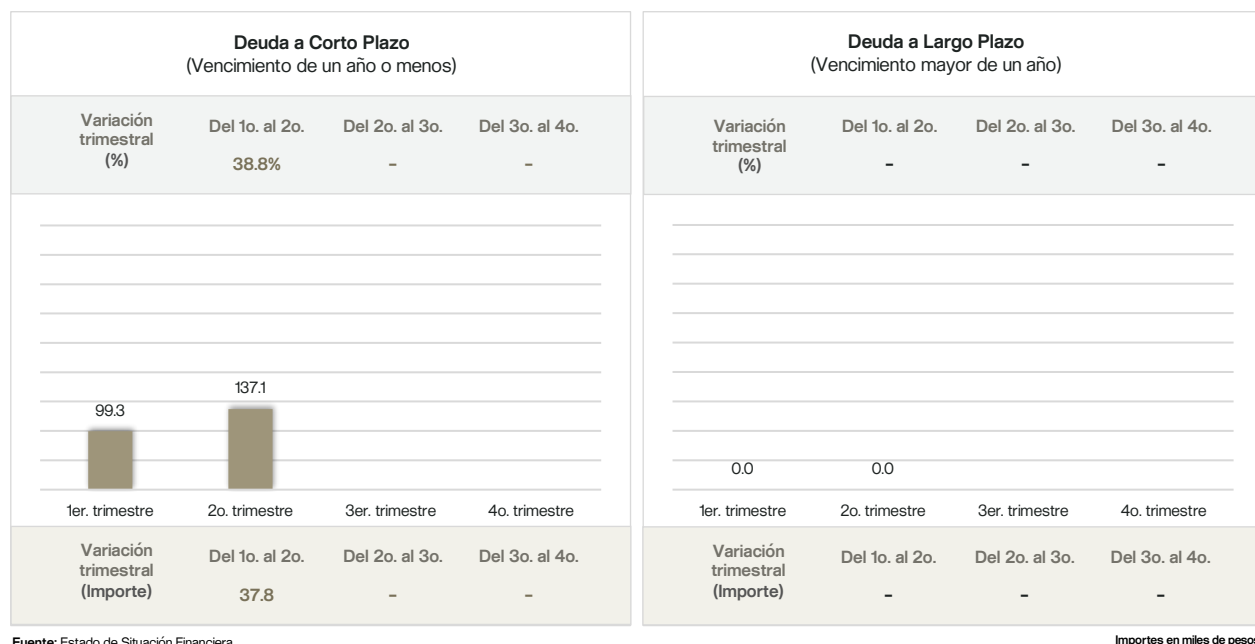 Deuda a Corto Plazo
(Vencimiento de un año o menos)
Variación
trimestral
(%)
Del 1o. al 2o. Del 2o. al 3o. Del 3o. al 4o.
38.8% – –
99.3
137.1
1er. trimestre 2o. trimestre 3er. trimestre 4o. trimestre
Variación
trimestral
(Importe)
Del 1o. al 2o. Del 2o. al 3o. Del 3o. al 4o.
37.8 – –
Deuda a Largo Plazo
(Vencimiento mayor de un año)
Variación
trimestral
(%)
Del 1o. al 2o. Del 2o. al 3o. Del 3o. al 4o.
– – –
0.0 0.0
1er. trimestre 2o. trimestre 3er. trimestre 4o. trimestre
Variación
trimestral
(Importe)
Del 1o. al 2o. Del 2o. al 3o. Del 3o. al 4o.
– – –
Fuente: Estado de Situación Financiera
Importes en miles de pesos